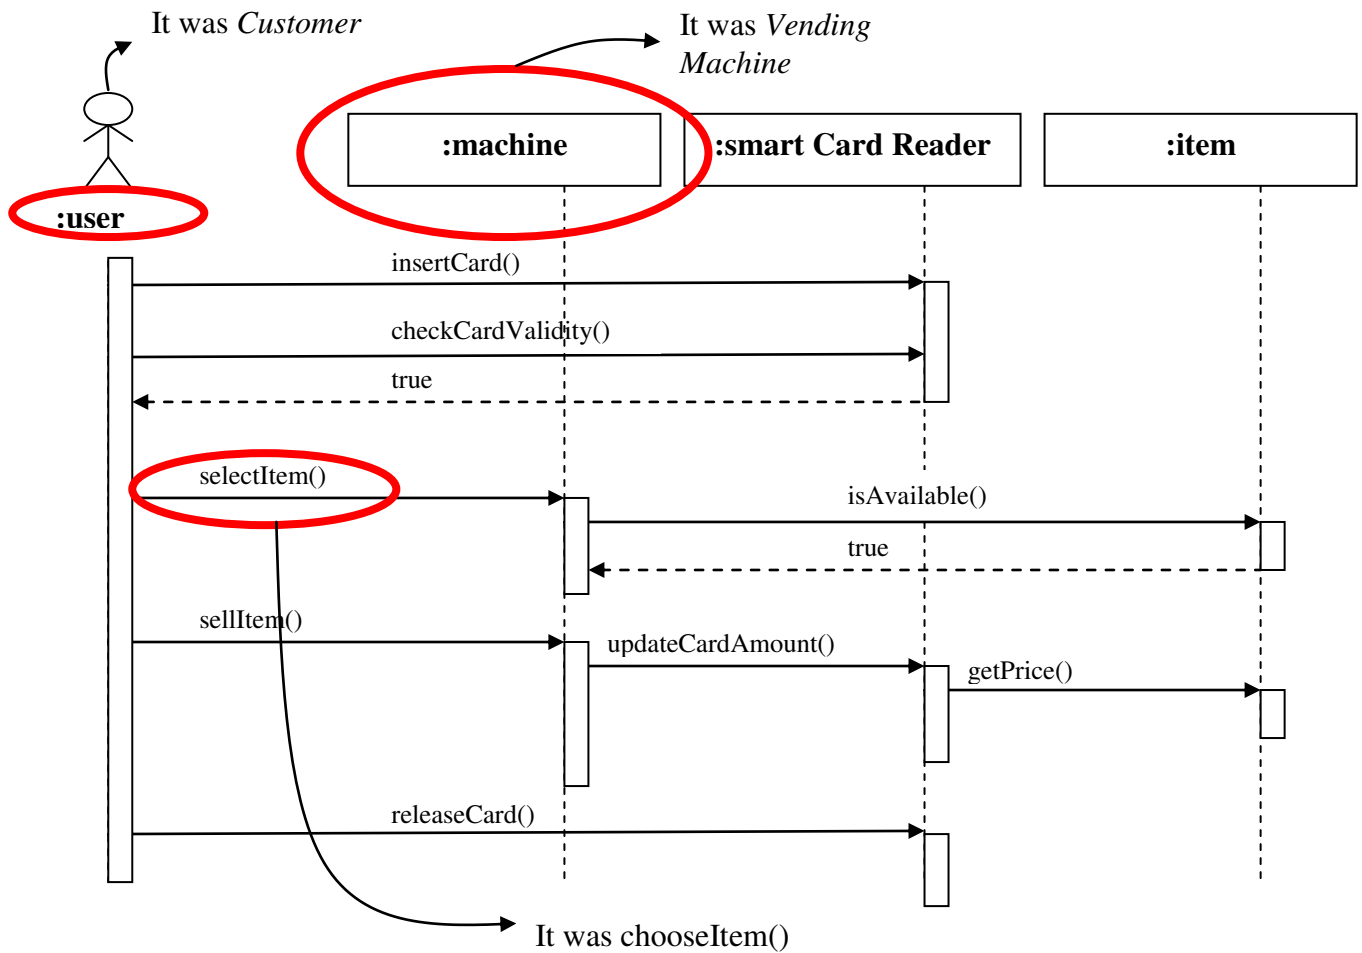 It was Customer
It was Vending
Machine
:machine
:smart Card Reader
:item
:user
insertCard()
checkCardValidity()
true
selectItem()
isAvailable()
true
sellItem()
updateCardAmount()
getPrice()
releaseCard()
It was chooseItem()